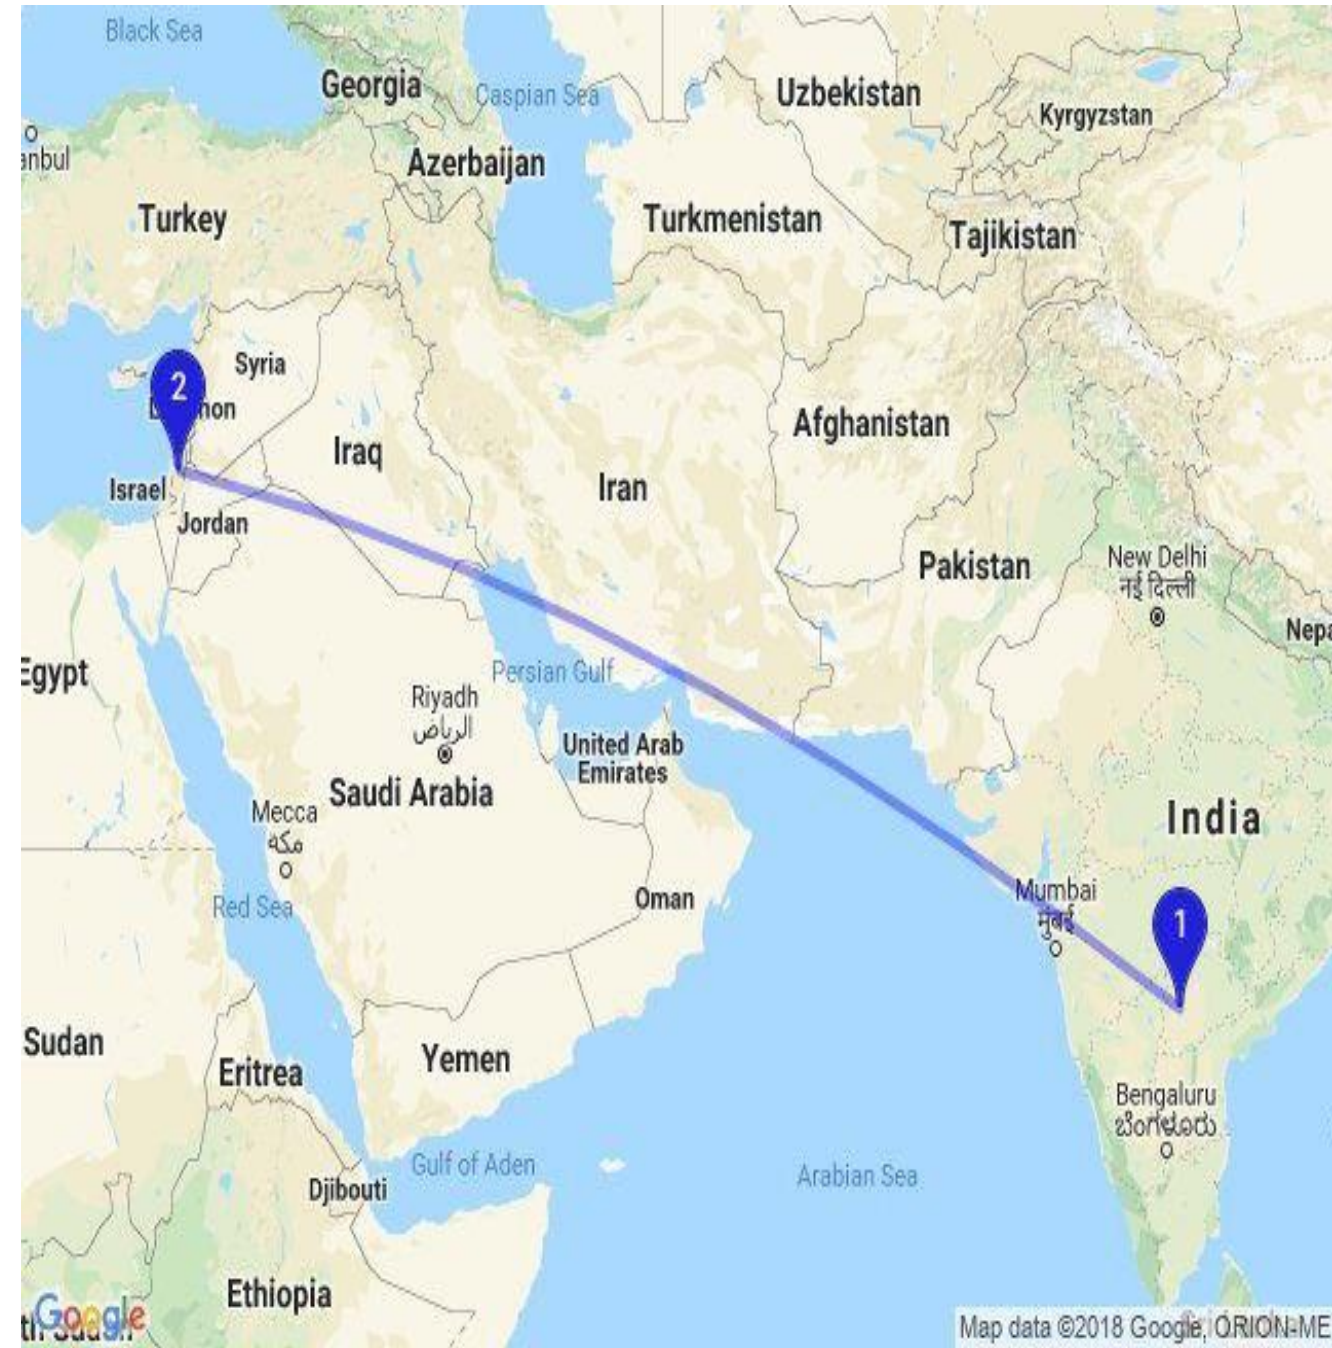 Black Sea
Georgia
Caspian Sea
Uzbekistan
Kyrgyzstan
anbul
Azerbaijan
Turkey
Turkmenistan
Tajikistan
2
Syria
Iraq
Afghanistan
Israel
Iran
Jordan
Pakistan
New Delhi
नई दिल्ली
Nepa
Egypt
Persian Gulf
Riyadh
الرياض
United Arab
Emirates
Saudi Arabia
Mecca
مكة
India
Mumbai
मुंबई
Red Sea
Oman
1
Sudan
Eritrea
Yemen
Bengaluru
ಬೆಂಗಳೂರು
Gulf of Aden
Arabian Sea
Djibouti
Ethiopia
Google
Map data ©2018 Google, ORION-ME